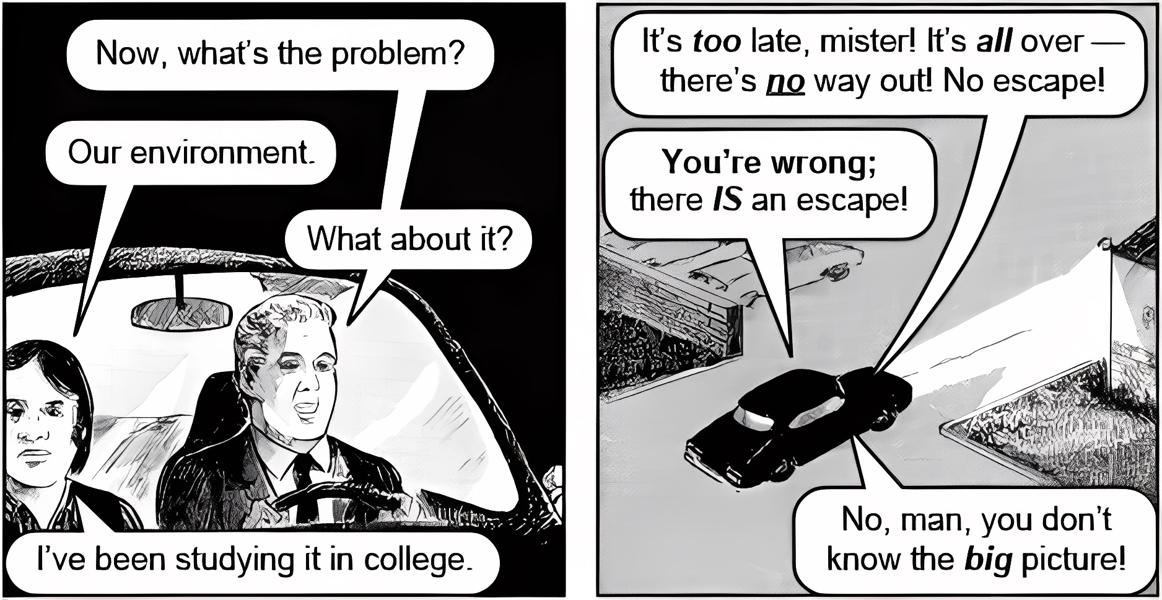 Now, what's the problem?
Our environment.
What about it?
I've been studying it in college.
It's too late, mister! It's all over —
there's no way out! No escape!
You're wrong;
there IS an escape!
No, man, you don't
know the big picture!